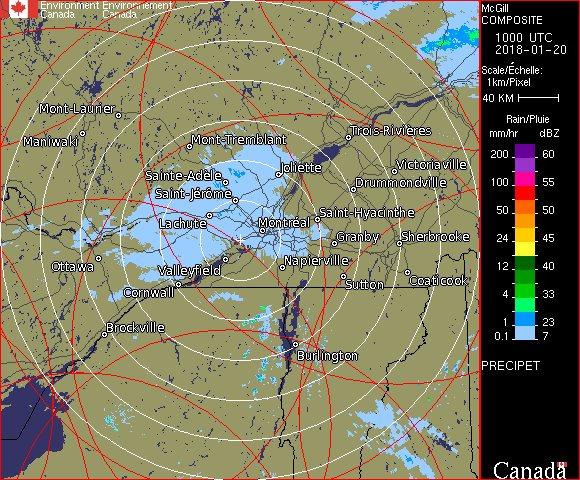 Environment Environnement
Canada Canada
McGill
COMPOSITE
1000 UTC
2018-01-20
Scale/Échelle:
1km/Pixel
40 KM
Rain/Pluie
mm/hr dBZ
200 60
100 55
50 50
24 45
12 40
4 33
1 23
0.1 7
PRECIPET
Canada
Mont-Laurier
Maniwaki
Mont-Tremblant
Trois-Rivières
Sainte-Adèle
Joliette
Victoriaville
Saint-Jérôme
Drummondville
Lachute
Montréal
Saint-Hyacinthe
Granby
Sherbrooke
Ottawa
Valleyfield
Napierville
Cornwall
Sutton
Coaticook
Brockville
Burlington